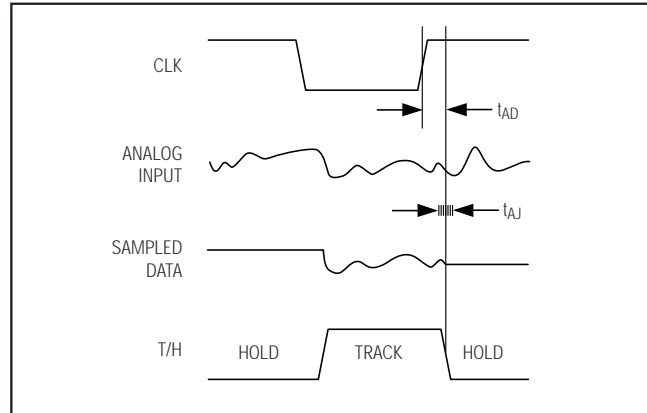 CLK
tAD
ANALOG
INPUT
tAJ
SAMPLED
DATA
T/H
HOLD TRACK HOLD